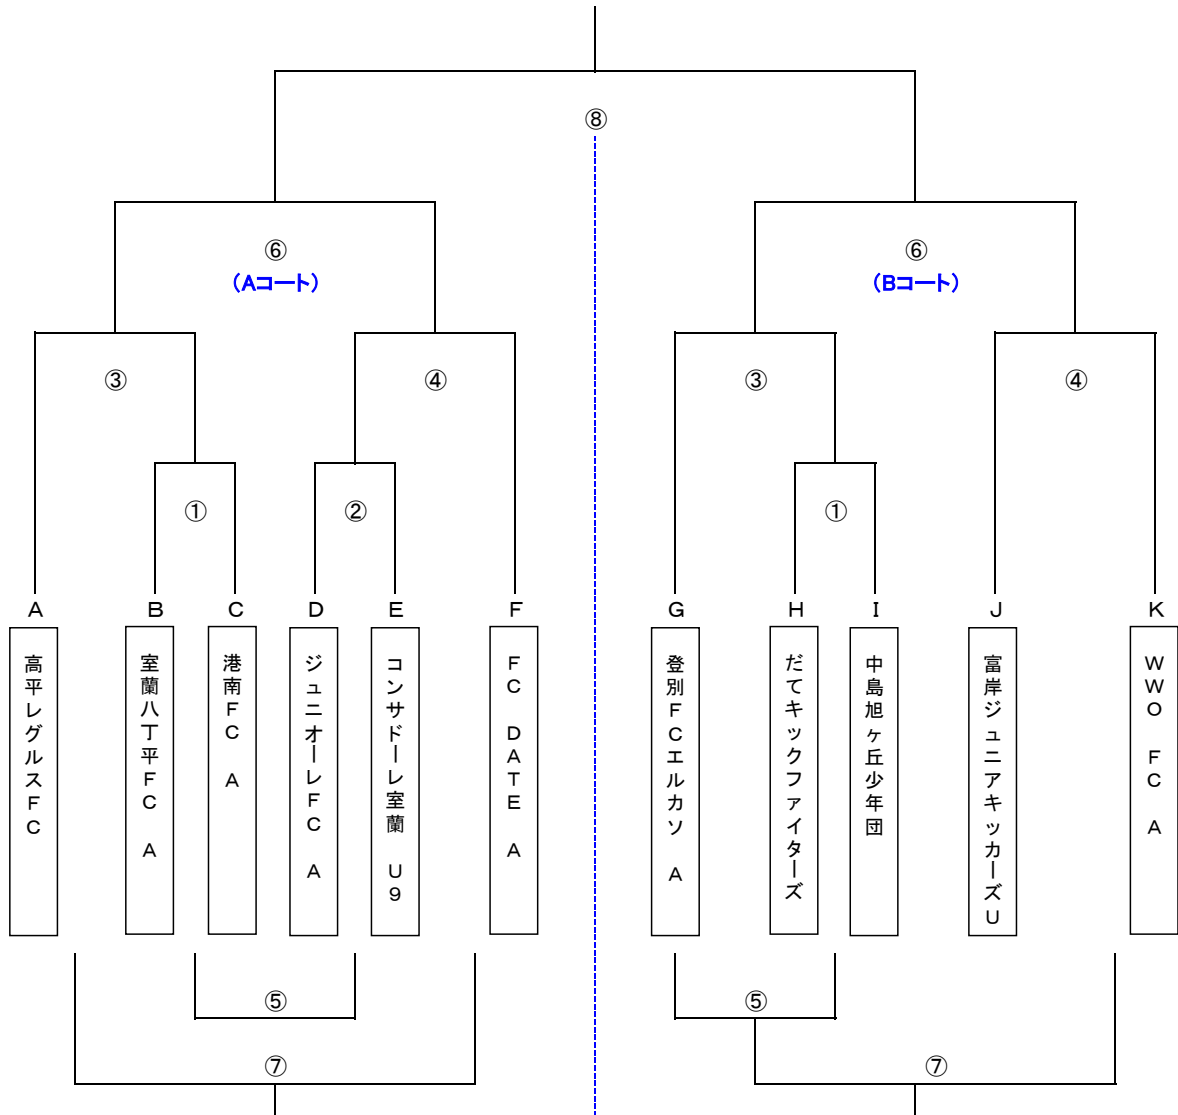 ⑧
⑥
(Aコート)
⑥
(Bコート)
③
④
③
④
①
②
①
A
B
C
D
E
F
G
H
I
J
K
高平レグルスFC
室蘭八丁平FC A
港南FC A
ジュニオーレFC A
コンサドーレ室蘭 U9
FC DATE A
登別FCエルカソ A
だてキックファイターズ
中島旭ヶ丘少年団
富岸ジュニアキッカーズU
WWO FC A
⑤
⑤
⑦
⑦